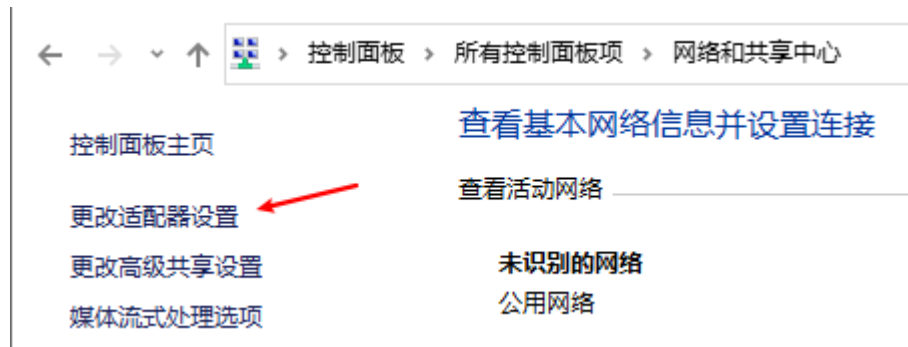 控制面板 > 所有控制面板项 > 网络和共享中心
控制面板主页
更改适配器设置
更改高级共享设置
媒体流式处理选项
查看基本网络信息并设置连接
查看活动网络
未识别的网络
公用网络